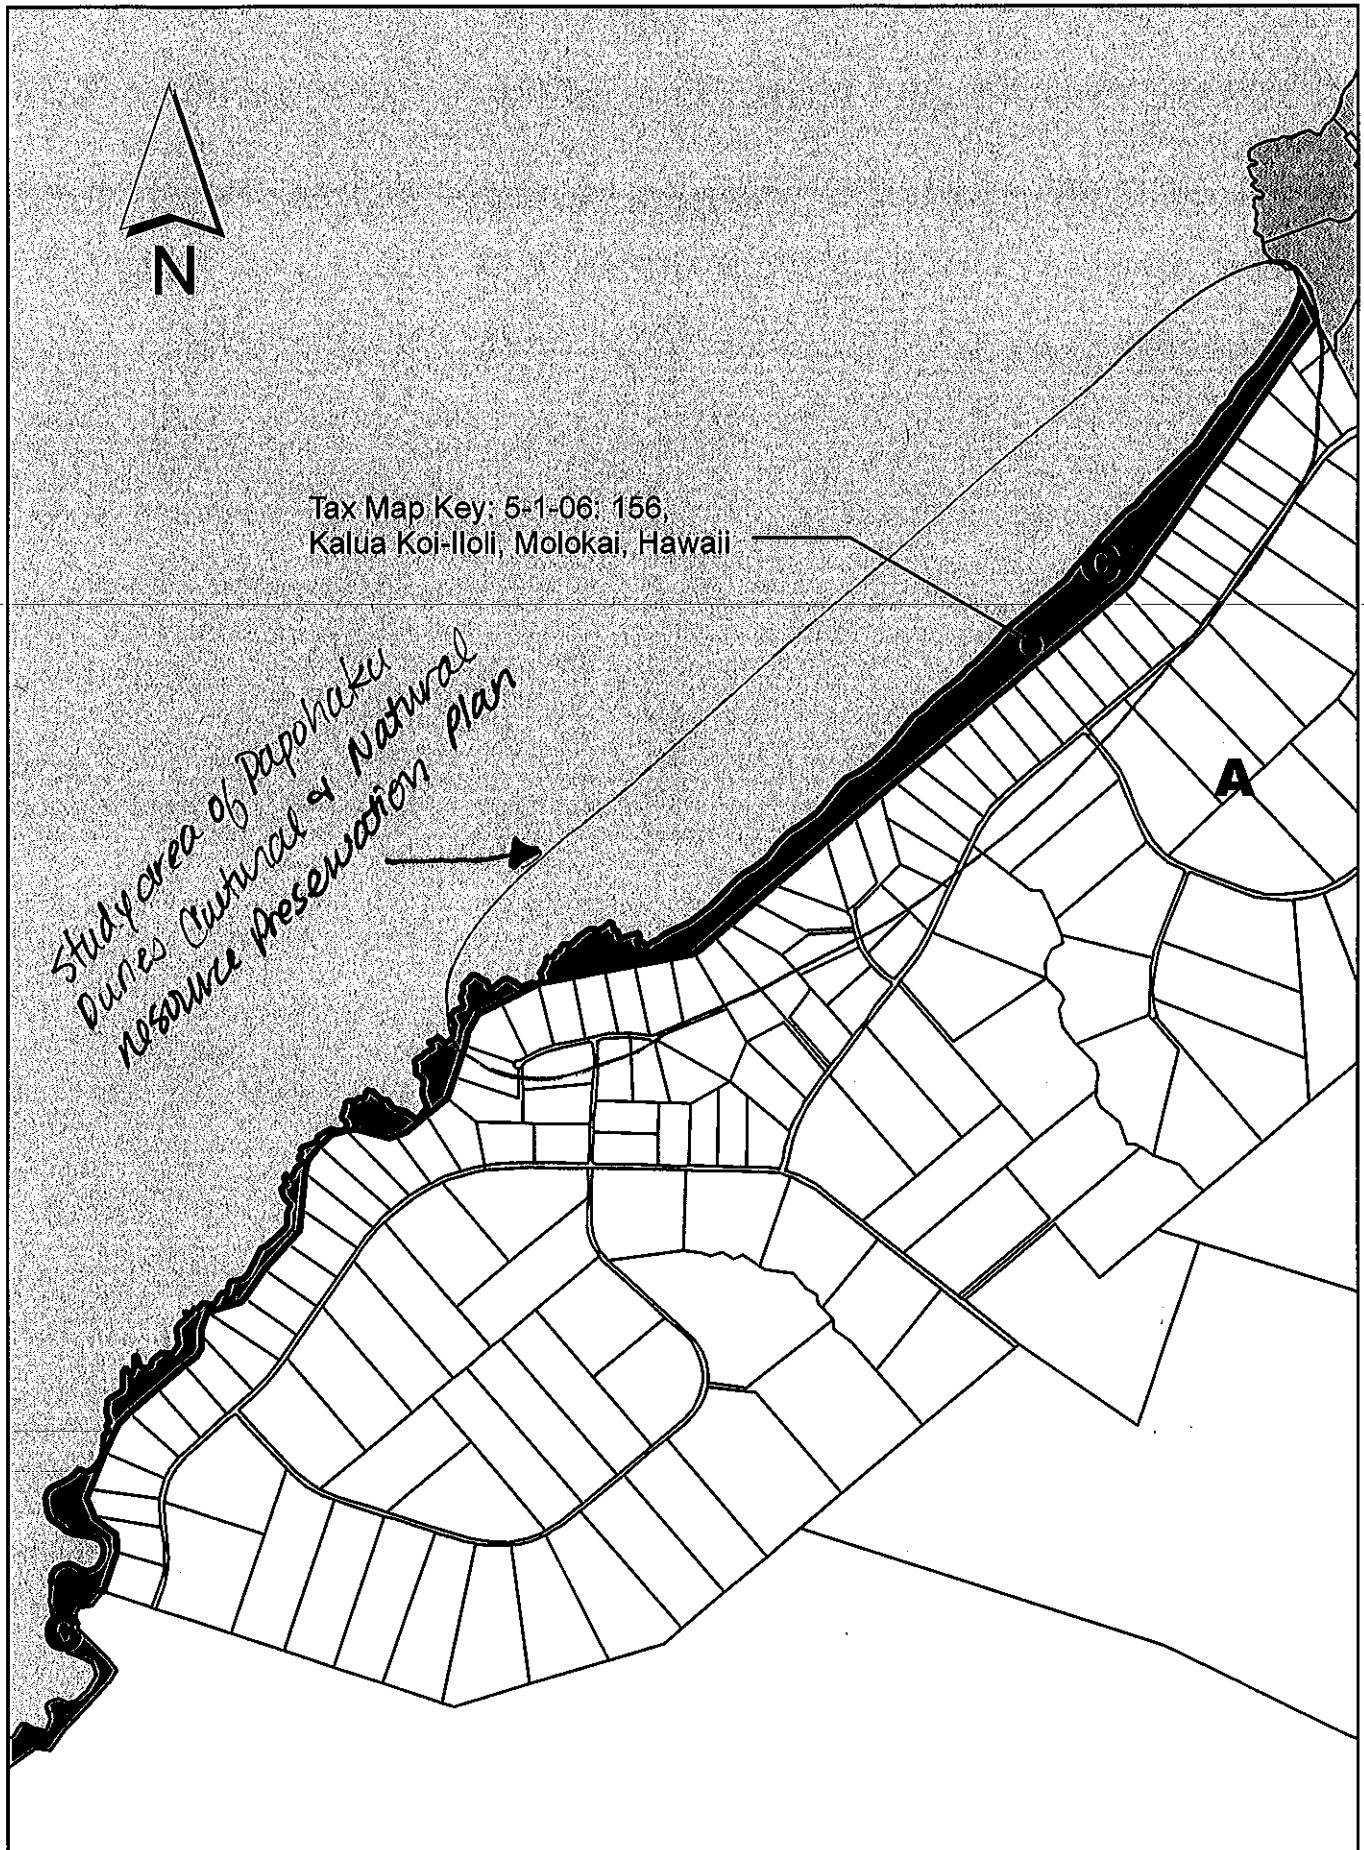 N
Tax Map Key: 5-1-06: 156,
Kalua Koi-Iloli, Molokai, Hawaii
C
C
A
Study area of Papohaku
Dunes Cultural & Natural
resource preservation plan
C